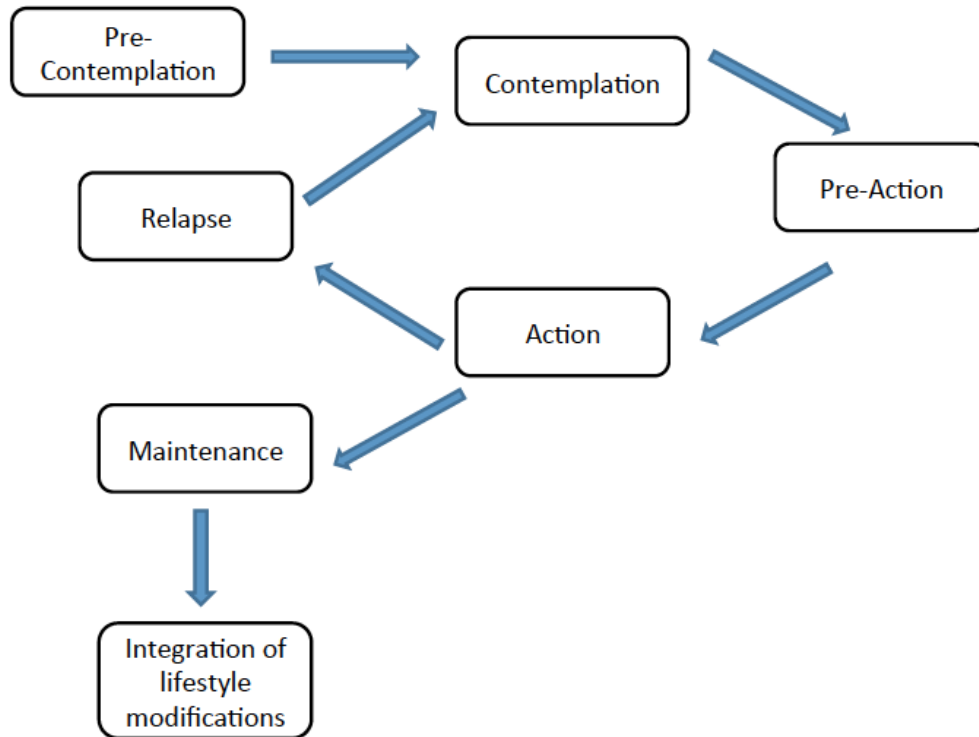 Pre-
Contemplation
Contemplation
Pre-Action
Relapse
Action
Maintenance
Integration of
lifestyle
modifications